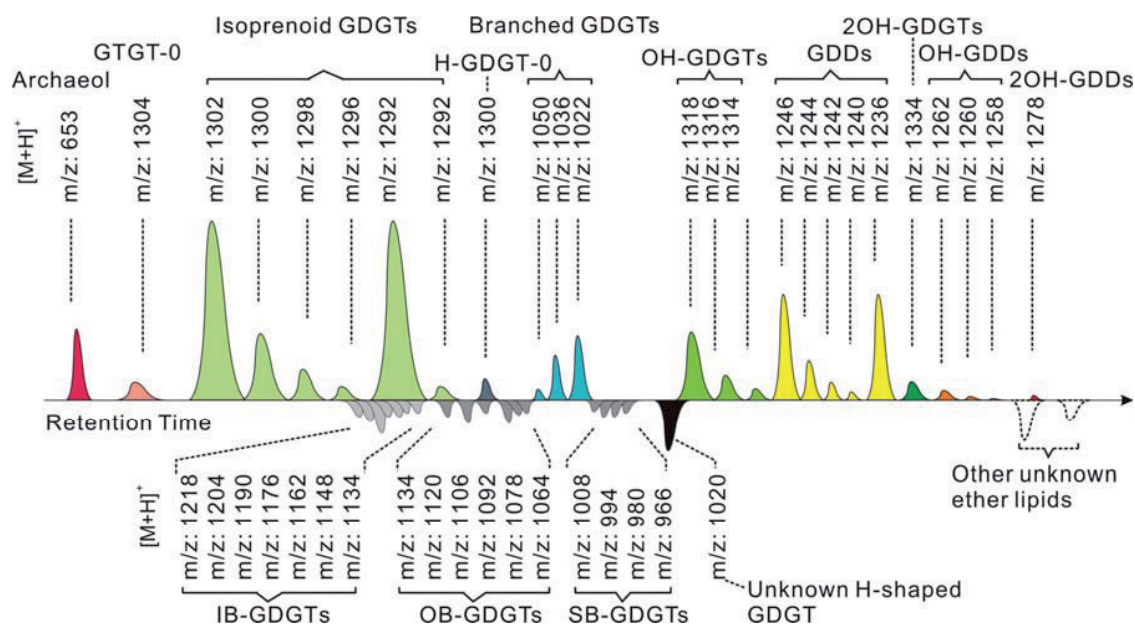 Isoprenoid GDGTs
Branched GDGTs
2OH-GDGTs
GTGT-0
H-GDGT-0
OH-GDGTs
GDDs
OH-GDDs
Archaeol
2OH-GDDs
[M+H]+
m/z: 653
m/z: 1304
m/z: 1302
m/z: 1300
m/z: 1298
m/z: 1296
m/z: 1292
m/z: 1292
m/z: 1300
m/z: 1050
m/z: 1036
m/z: 1022
m/z: 1318
m/z: 1316
m/z: 1314
m/z: 1246
m/z: 1244
m/z: 1242
m/z: 1240
m/z: 1236
m/z: 1334
m/z: 1262
m/z: 1260
m/z: 1258
m/z: 1278
Retention Time
[M+H]+
m/z: 1218
m/z: 1204
m/z: 1190
m/z: 1176
m/z: 1162
m/z: 1148
m/z: 1134
m/z: 1134
m/z: 1120
m/z: 1106
m/z: 1092
m/z: 1078
m/z: 1064
m/z: 1008
m/z: 994
m/z: 980
m/z: 966
m/z: 1020
Other unknown
ether lipids
IB-GDGTs
OB-GDGTs
SB-GDGTs
Unknown H-shaped
GDGT